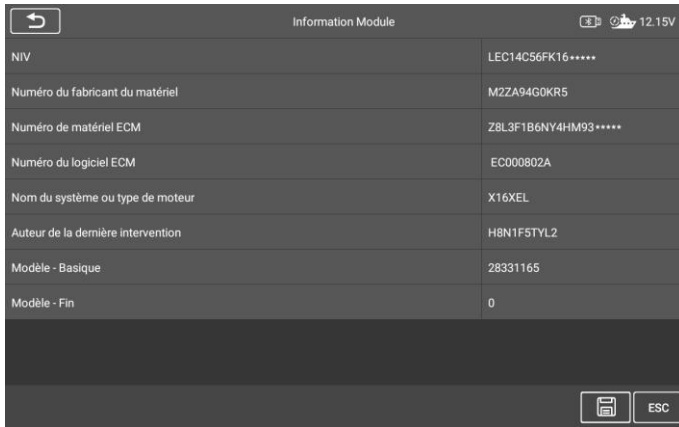 Information Module 12.15V
NIV LEC14C56FK16*****
Numéro du fabricant du matériel M2ZA94G0KR5
Numéro de matériel ECM Z8L3F1B6NY4HM93*****
Numéro du logiciel ECM EC000802A
Nom du système ou type de moteur X16XEL
Auteur de la dernière intervention H8N1F5TYL2
Modèle - Basique 28331165
Modèle - Fin 0
ESC